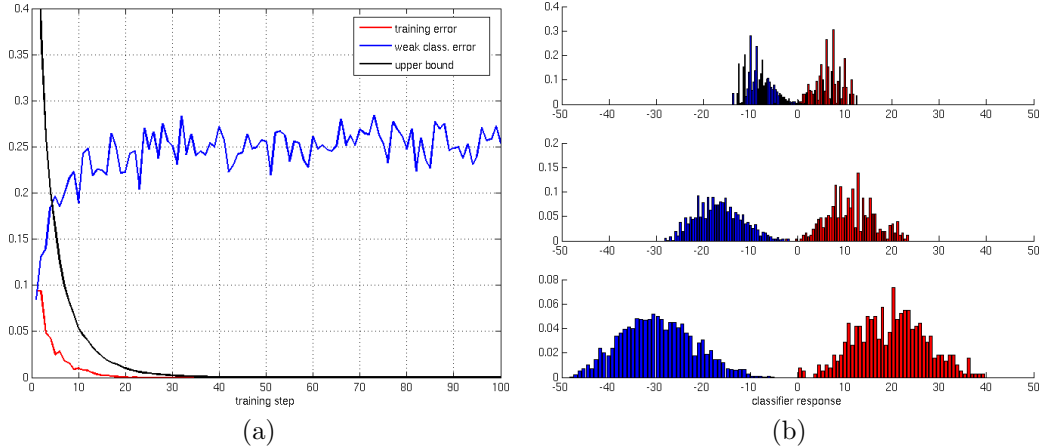 0.4
0.35
0.3
0.25
0.2
0.15
0.1
0.05
0
0 10 20 30 40 50 60 70 80 90 100
training step
training error
weak class. error
upper bound
(a)
0.4
0.3
0.2
0.1
0
-50 -40 -30 -20 -10 0 10 20 30 40 50
0.2
0.15
0.1
0.05
0
-50 -40 -30 -20 -10 0 10 20 30 40 50
0.08
0.06
0.04
0.02
0
-50 -40 -30 -20 -10 0 10 20 30 40 50
classifier response
(b)